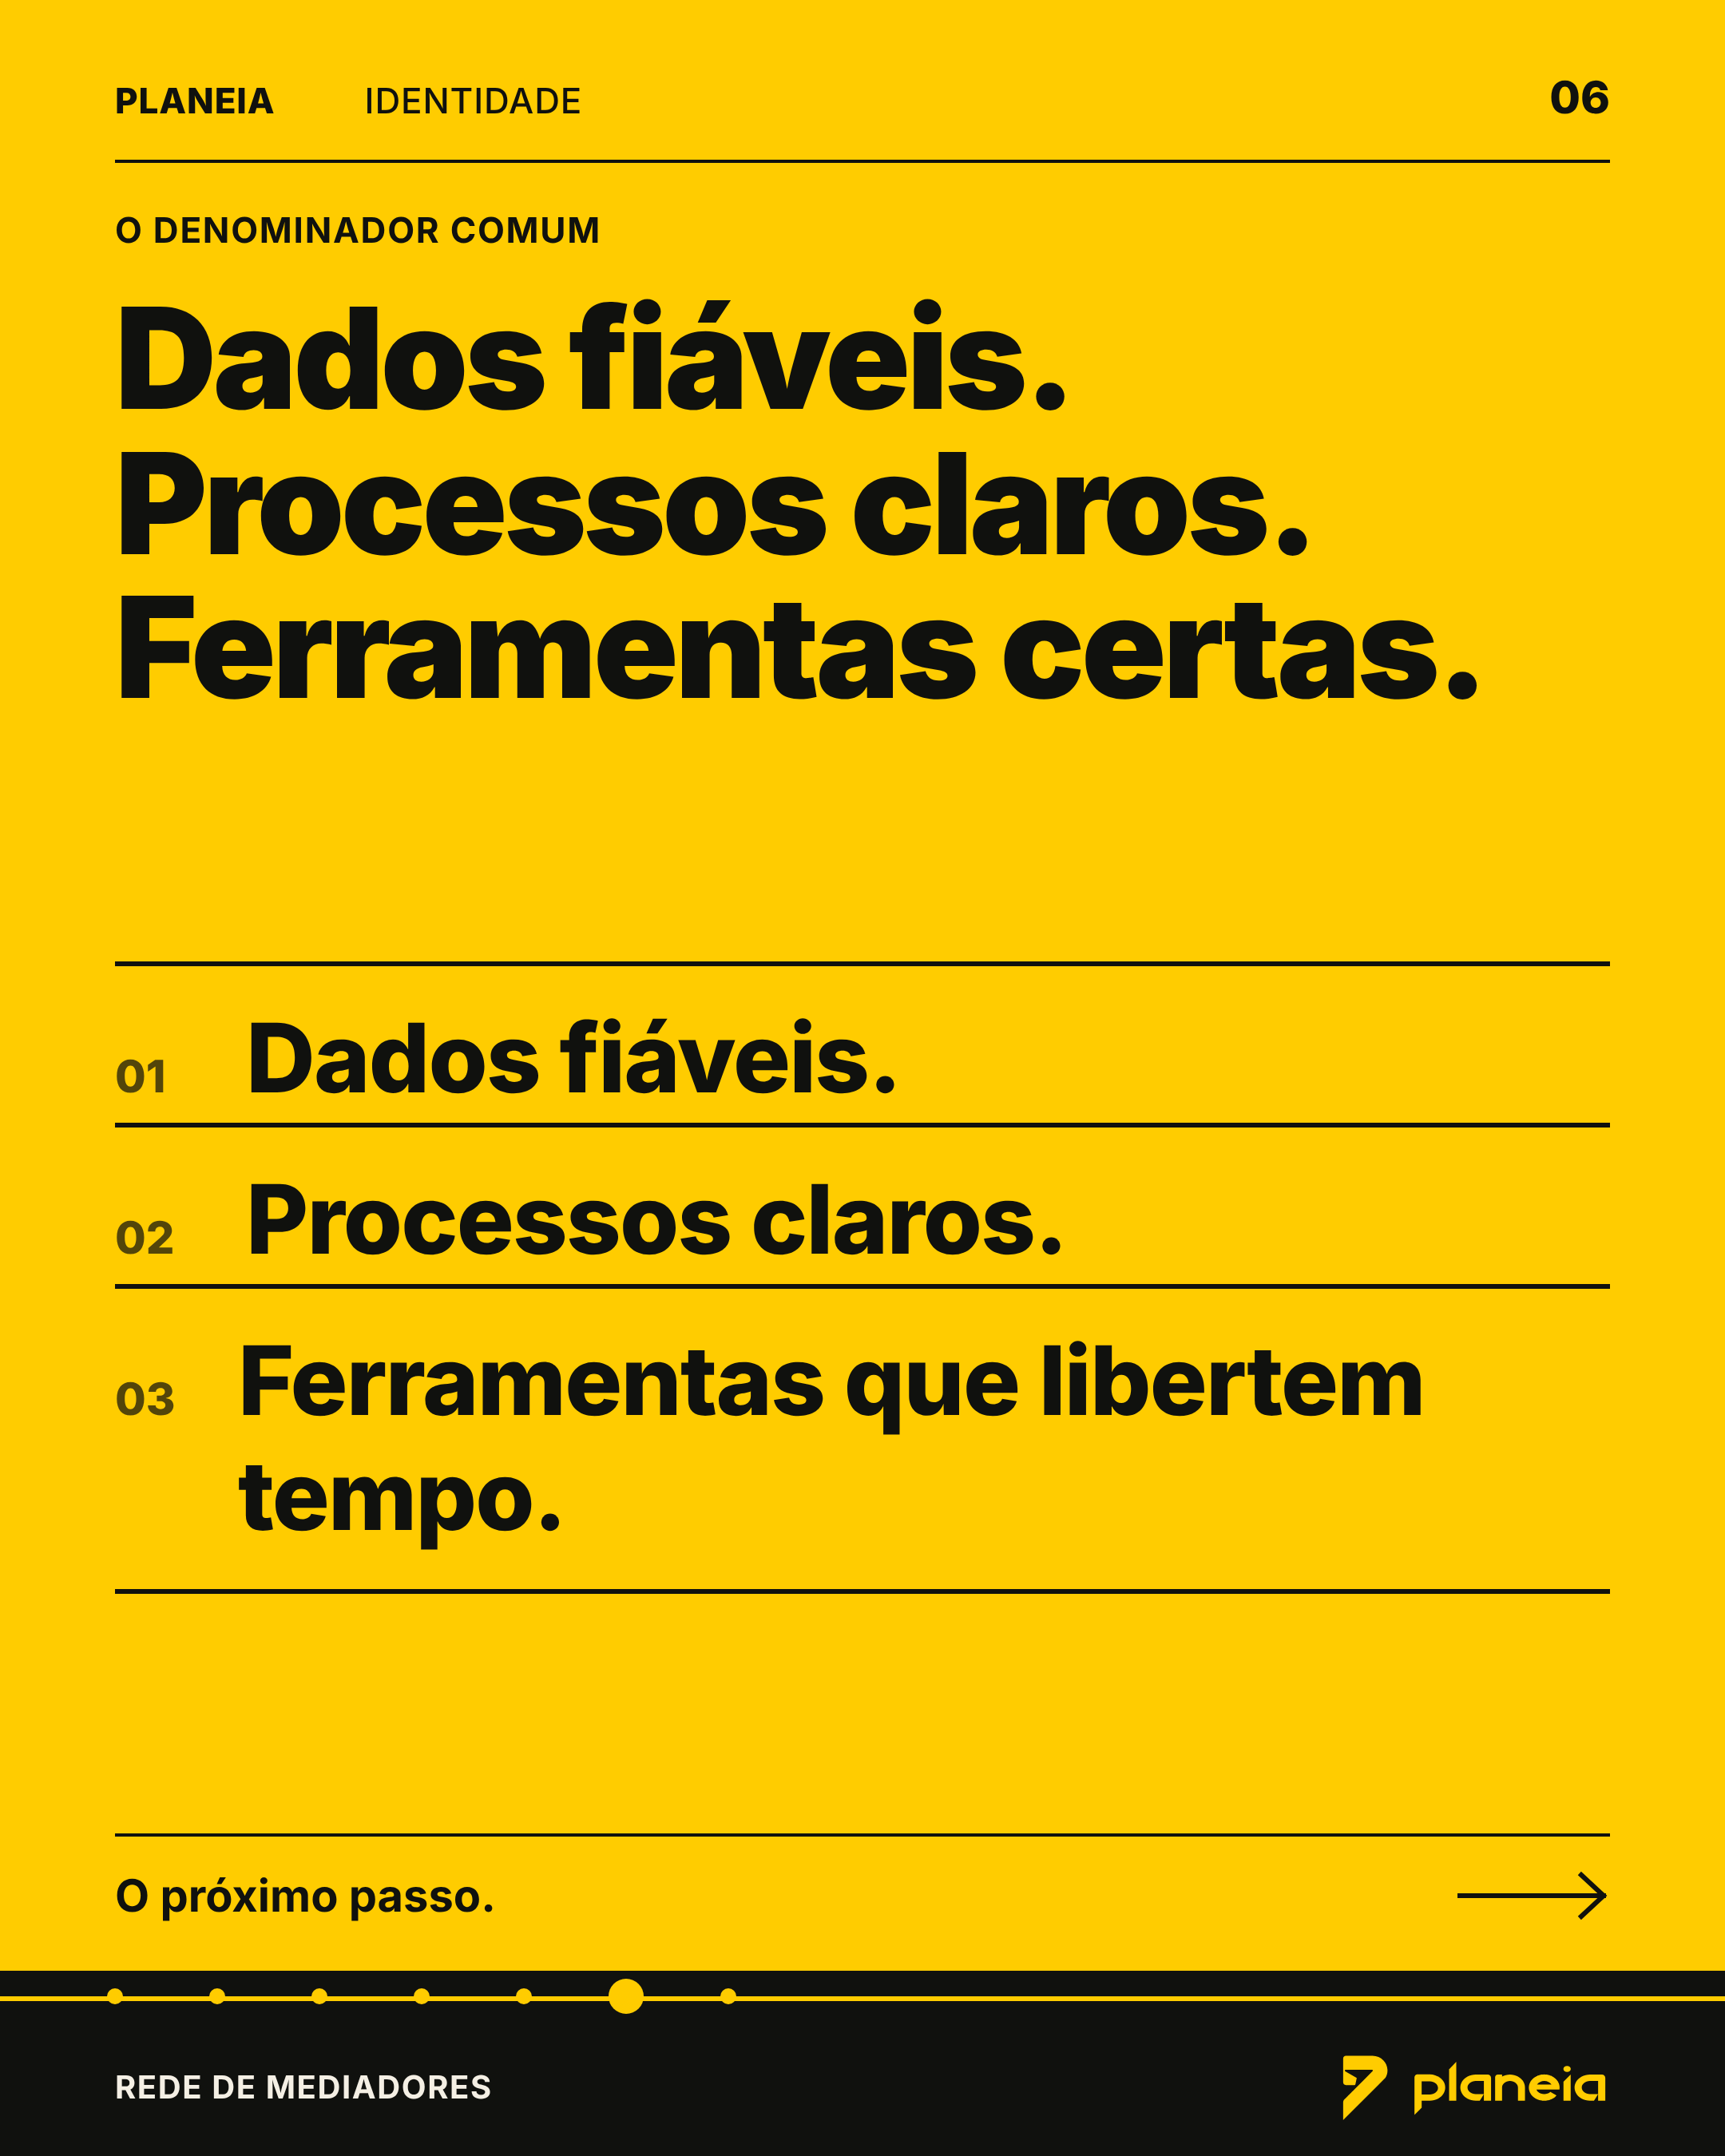 PLANEIA IDENTIDADE 06
O DENOMINADOR COMUM
Dados fiáveis.
Processos claros.
Ferramentas certas.
01 Dados fiáveis.
02 Processos claros.
03 Ferramentas que libertem
tempo.
O próximo passo.
REDE DE MEDIADORES planeia